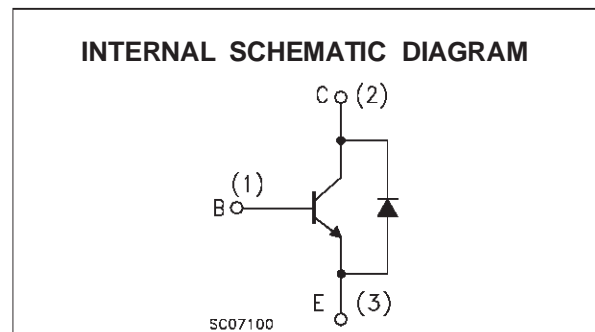 INTERNAL SCHEMATIC DIAGRAM
C (2)
(1)
B
E (3)
SC07100